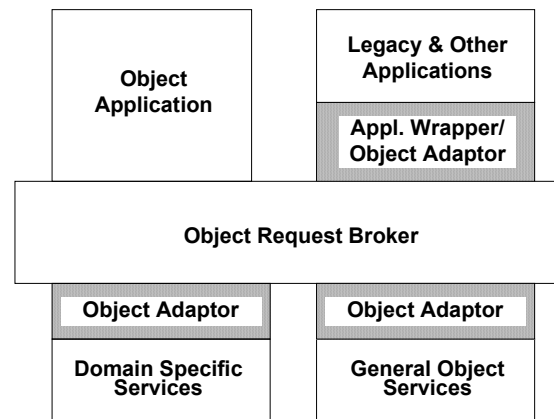 Object
Application
Legacy & Other
Applications
Appl. Wrapper/
Object Adaptor
Object Request Broker
Object Adaptor
Object Adaptor
Domain Specific
Services
General Object
Services